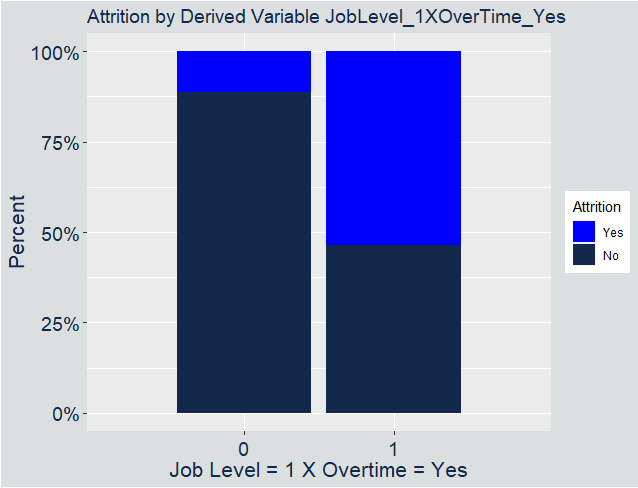 Attrition by Derived Variable JobLevel_1XOverTime_Yes
100%
75%
50%
25%
0%
Percent
0 1
Job Level = 1 X Overtime = Yes
Attrition
Yes
No